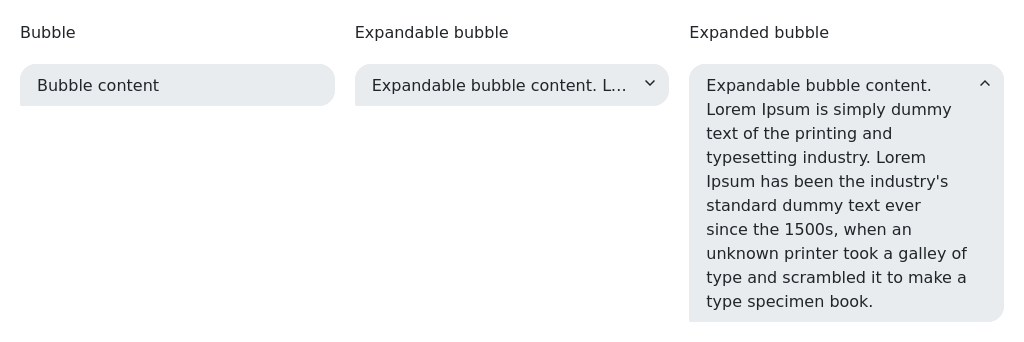 Bubble
Bubble content
Expandable bubble
Expandable bubble content. L...
Expanded bubble
Expandable bubble content.
Lorem Ipsum is simply dummy
text of the printing and
typesetting industry. Lorem
Ipsum has been the industry's
standard dummy text ever
since the 1500s, when an
unknown printer took a galley of
type and scrambled it to make a
type specimen book.